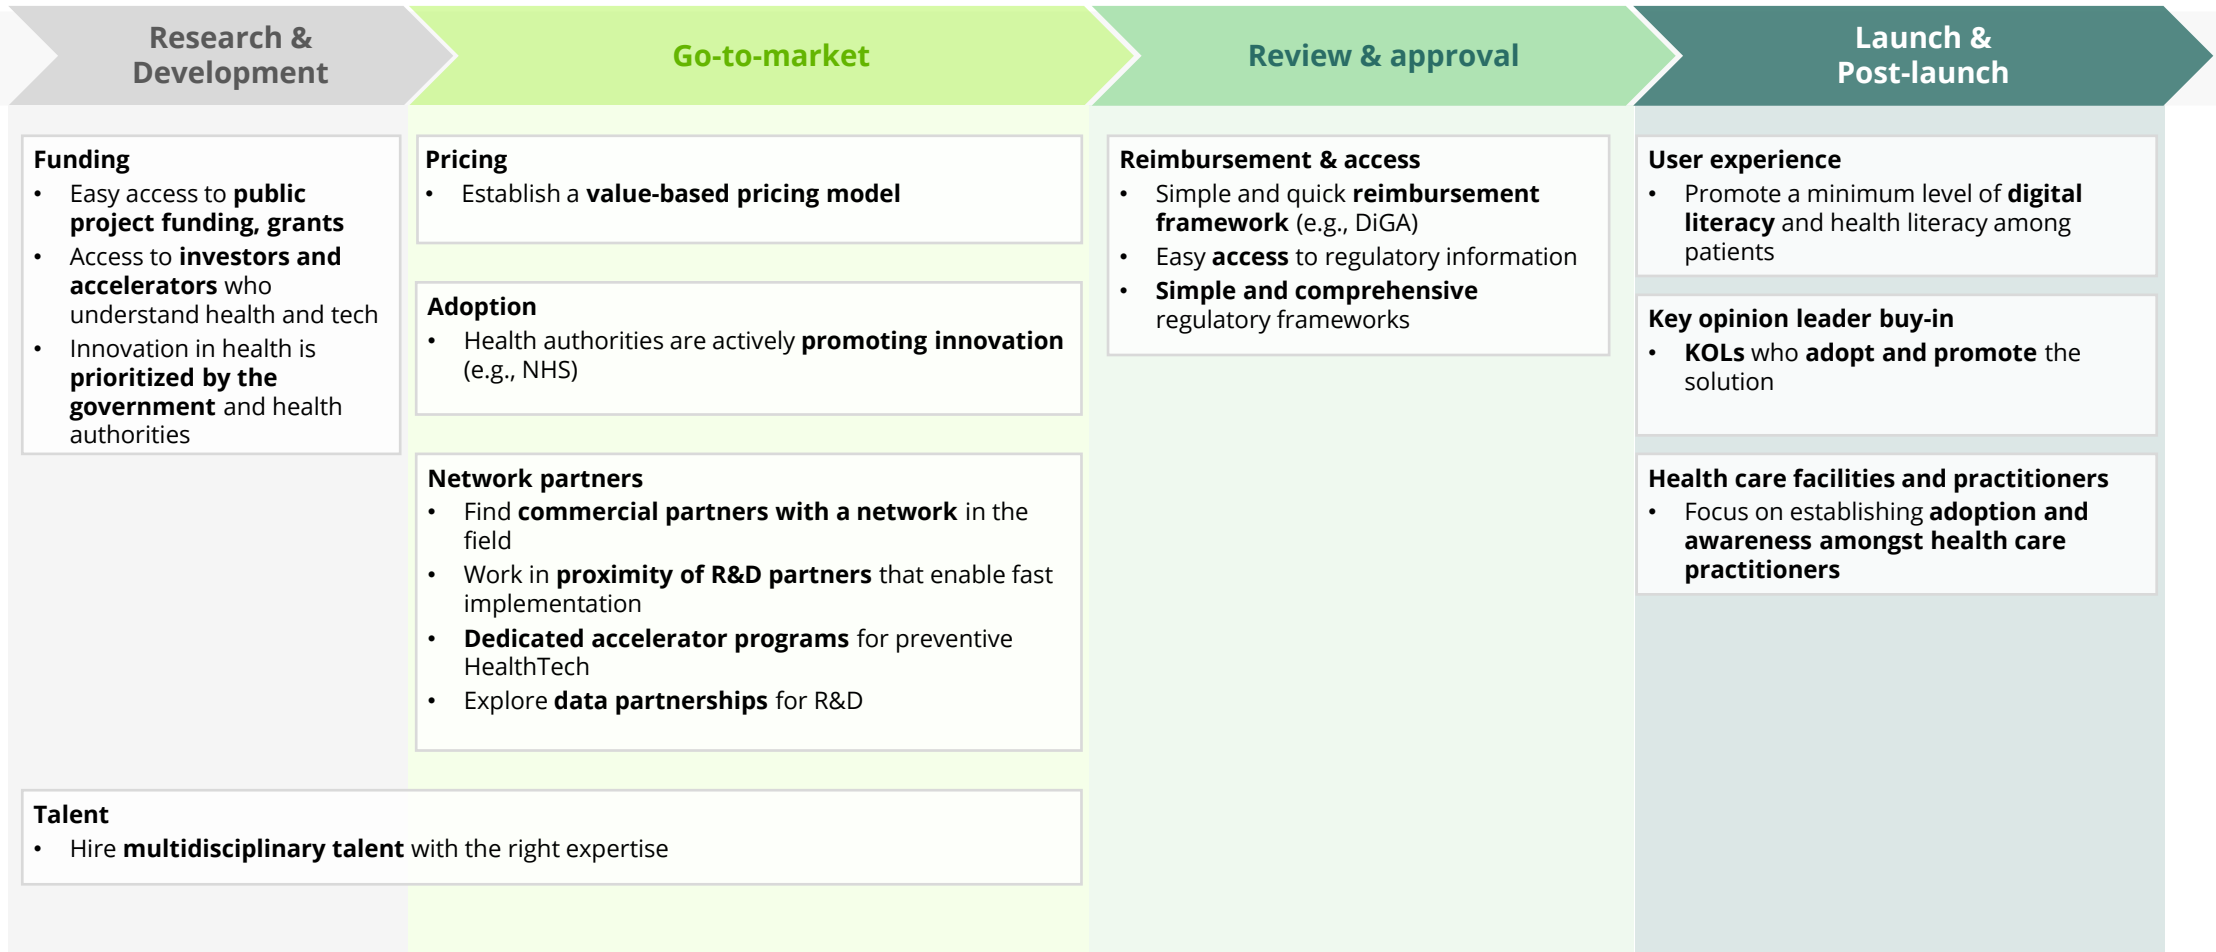 Research &
Development
Go-to-market
Review & approval
Launch &
Post-launch
Funding
• Easy access to public
project funding, grants
• Access to investors and
accelerators who
understand health and tech
• Innovation in health is
prioritized by the
government and health
authorities
Pricing
• Establish a value-based pricing model
Adoption
• Health authorities are actively promoting innovation
(e.g., NHS)
Network partners
• Find commercial partners with a network in the
field
• Work in proximity of R&D partners that enable fast
implementation
• Dedicated accelerator programs for preventive
HealthTech
• Explore data partnerships for R&D
Talent
• Hire multidisciplinary talent with the right expertise
Reimbursement & access
• Simple and quick reimbursement
framework (e.g., DiGA)
• Easy access to regulatory information
• Simple and comprehensive
regulatory frameworks
User experience
• Promote a minimum level of digital
literacy and health literacy among
patients
Key opinion leader buy-in
• KOLs who adopt and promote the
solution
Health care facilities and practitioners
• Focus on establishing adoption and
awareness amongst health care
practitioners